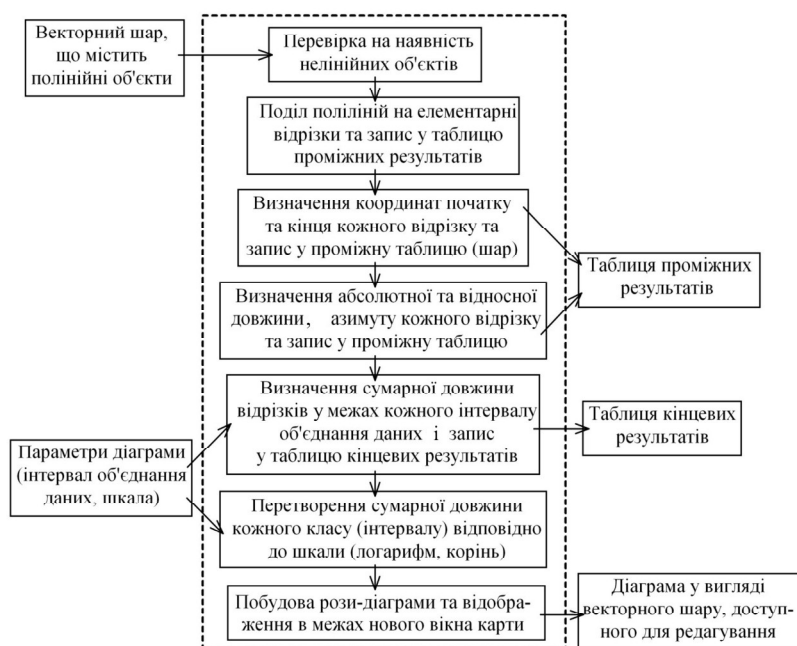 Векторний шар,
що містить
полінійні об'єкти
Перевірка на наявність
нелінійних об'єктів
Поділ поліліній на елементарні
відрізки та запис у таблицю
проміжних результатів
Визначення координат початку
та кінця кожного відрізку та
запис у проміжну таблицю (шар)
Таблиця проміжних
результатів
Визначення абсолютної та відносної
довжини, азимуту кожного відрізку
та запис у проміжну таблицю
Визначення сумарної довжини
відрізків у межах кожного інтервалу
об'єднання даних і запис
у таблицю кінцевих результатів
Таблиця кінцевих
результатів
Параметри діаграми
(інтервал об'єднання
даних, шкала)
Перетворення сумарної довжини
кожного класу (інтервалу) відповідно
до шкали (логарифм, корінь)
Побудова рози-діаграми та відобра-
ження в межах нового вікна карти
Діаграма у вигляді
векторного шару, доступ-
ного для редагування